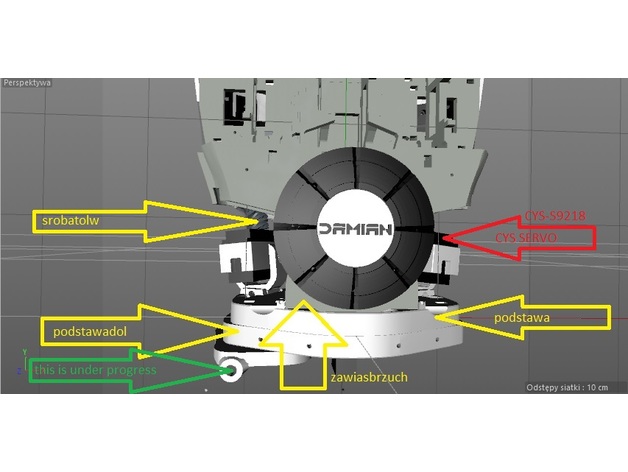 Perspektywa
srobatolw
CYS-S9218
CYS SERVO
DAMIAN
podstawadol
podstawa
this is under progress
zawiasbrzuch
Y
Z
Odstępy siatki : 10 cm